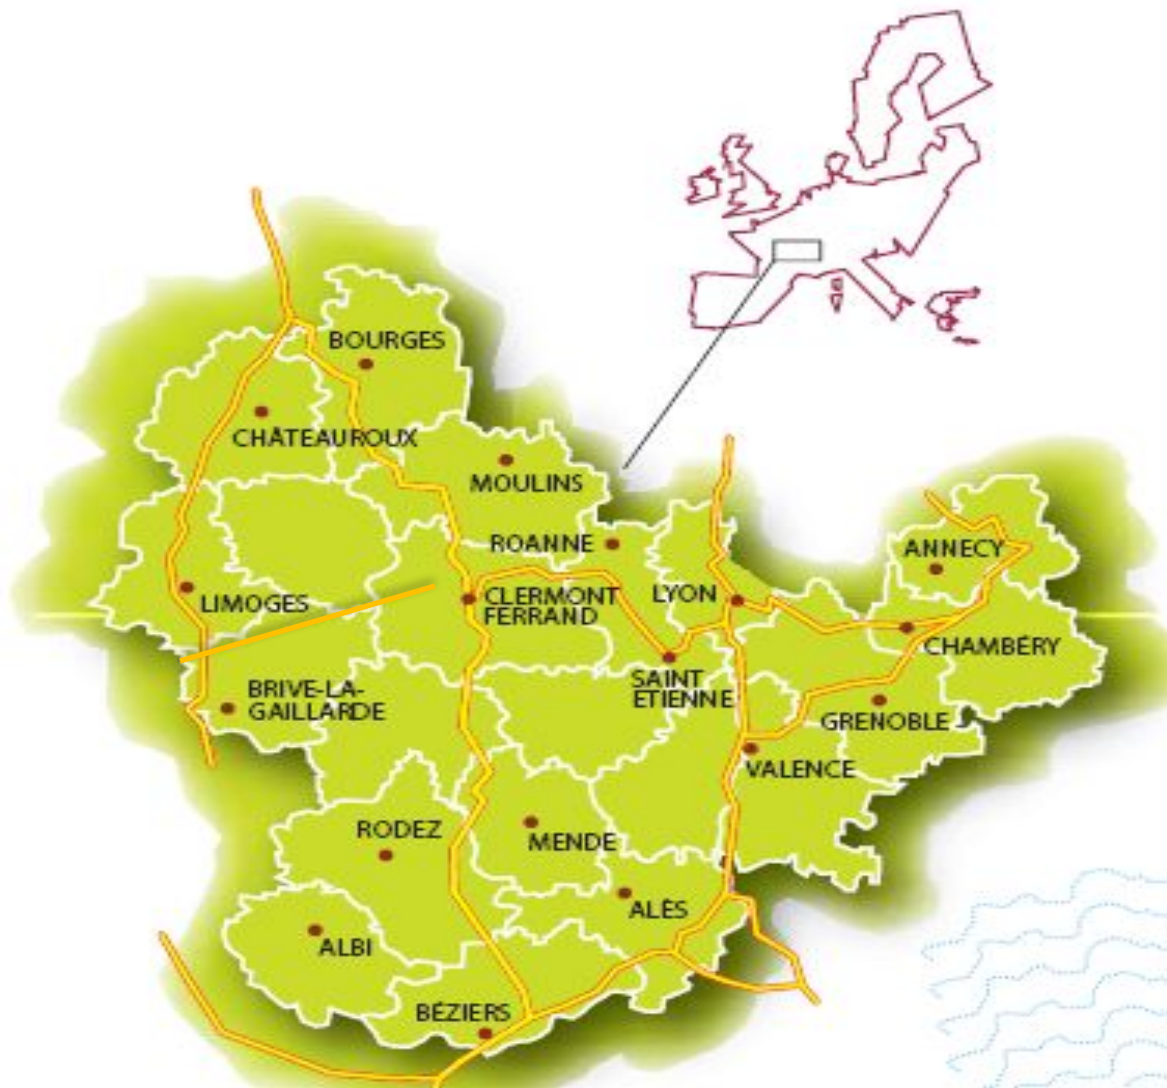 BOURGES
CHÂTEAUROUX
MOULINS
ROANNE
ANNECY
LIMOGES
CLERMONT
FERRAND
LYON
CHAMBÉRY
SAINT
ETIENNE
BRIVE-LA-
GAILLARDE
GRENOBLE
VALENCE
RODEZ
MENDE
ALÈS
ALBI
BÉZIERS